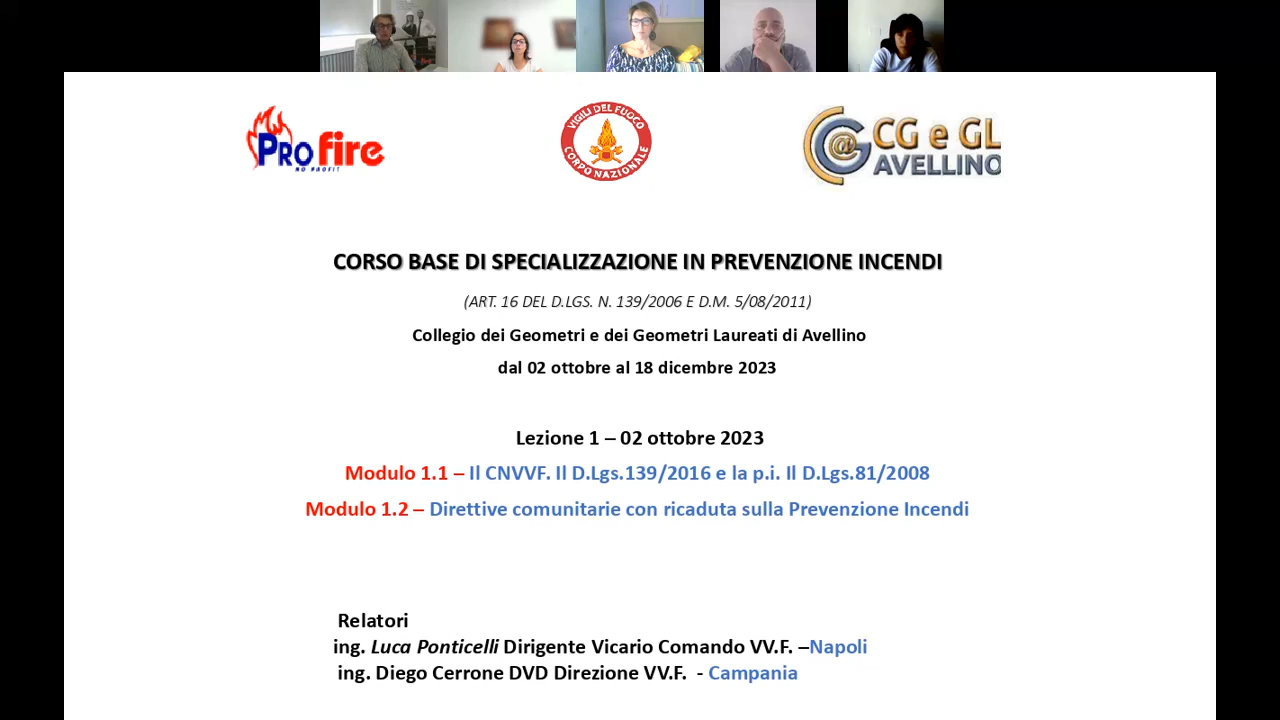 PRO fire
NO PROFIT
VIGILI DEL FUOCO
CORPO NAZIONALE
@ CG e GL
AVELLINO
CORSO BASE DI SPECIALIZZAZIONE IN PREVENZIONE INCENDI
(ART. 16 DEL D.LGS. N. 139/2006 E D.M. 5/08/2011)
Collegio dei Geometri e dei Geometri Laureati di Avellino
dal 02 ottobre al 18 dicembre 2023
Lezione 1 – 02 ottobre 2023
Modulo 1.1 – Il CNVVF. Il D.Lgs.139/2016 e la p.i. Il D.Lgs.81/2008
Modulo 1.2 – Direttive comunitarie con ricaduta sulla Prevenzione Incendi
Relatori
ing. Luca Ponticelli Dirigente Vicario Comando VV.F. –Napoli
ing. Diego Cerrone DVD Direzione VV.F. - Campania